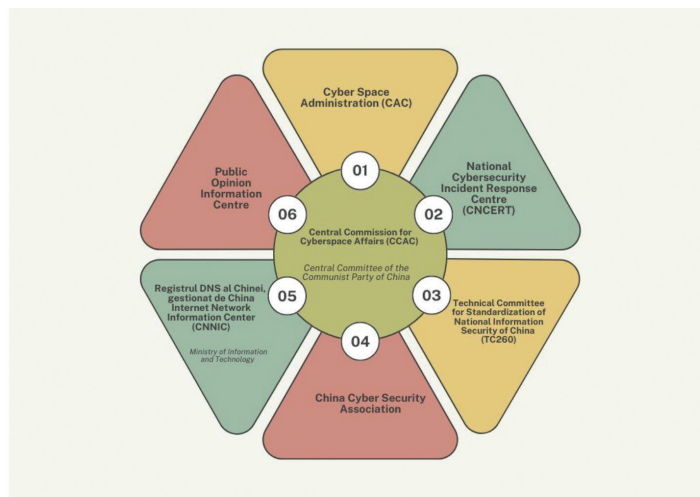 Cyber Space
Administration (CAC)
01
National
Cybersecurity
Incident Response
Centre
(CNCERT)
02
Technical Committee
for Standardization of
National Information
Security of China
(TC260)
03
China Cyber Security
Association
04
Registrul DNS al Chinei,
gestionat de China
Internet Network
Information Center
(CNNIC)
Ministry of Information
and Technology
05
Public
Opinion
Information
Centre
06
Central Commission for
Cyberspace Affairs (CCAC)
Central Committee of the
Communist Party of China